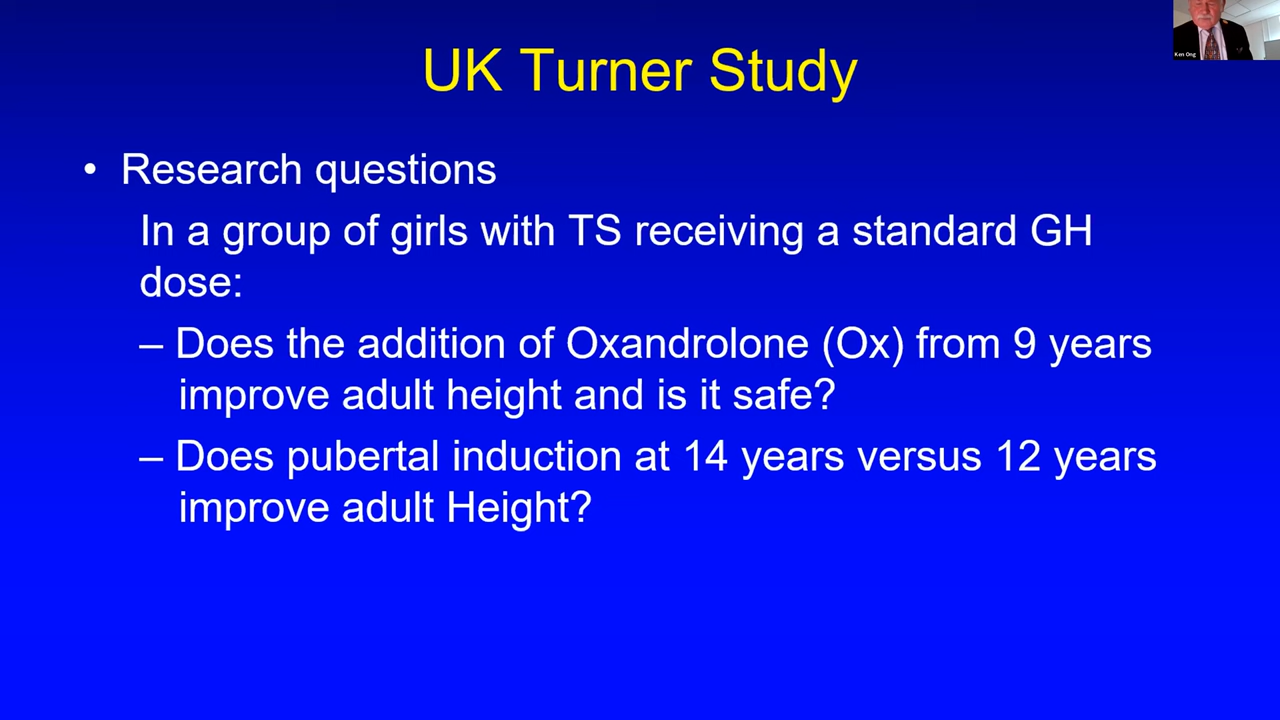 Ken Ong
UK Turner Study
• Research questions
In a group of girls with TS receiving a standard GH
dose:
– Does the addition of Oxandrolone (Ox) from 9 years
improve adult height and is it safe?
– Does pubertal induction at 14 years versus 12 years
improve adult Height?